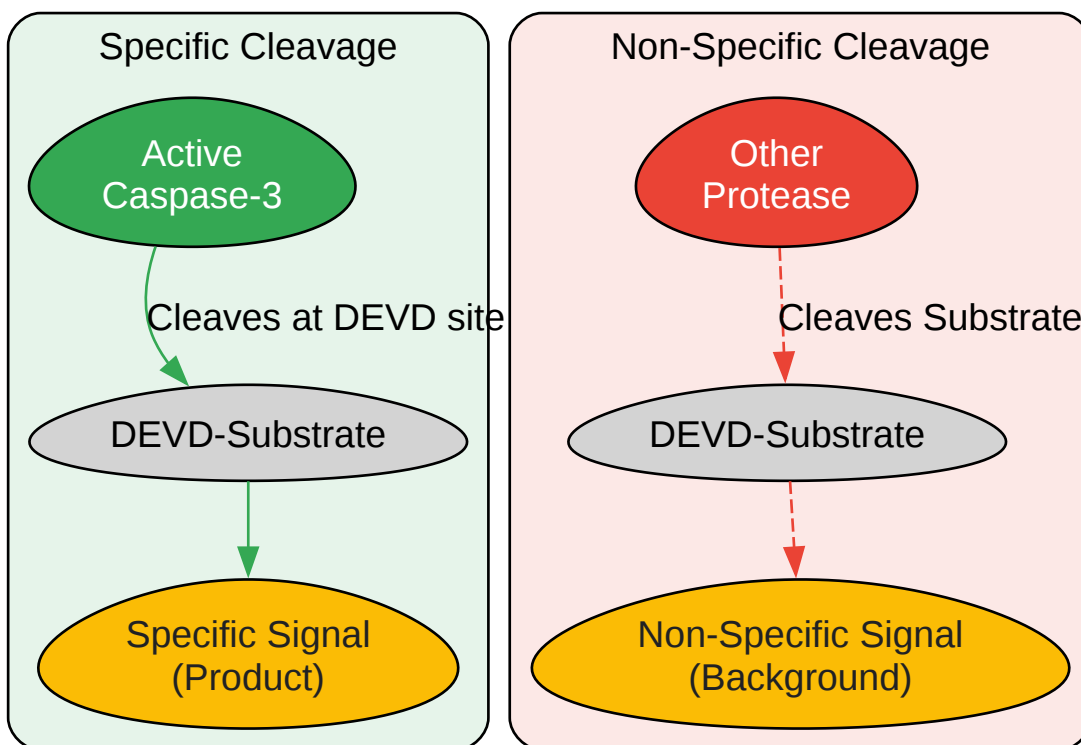 Specific Cleavage
Active
Caspase-3
Cleaves at DEVD site
DEVD-Substrate
Specific Signal
(Product)
Non-Specific Cleavage
Other
Protease
Cleaves Substrate
DEVD-Substrate
Non-Specific Signal
(Background)